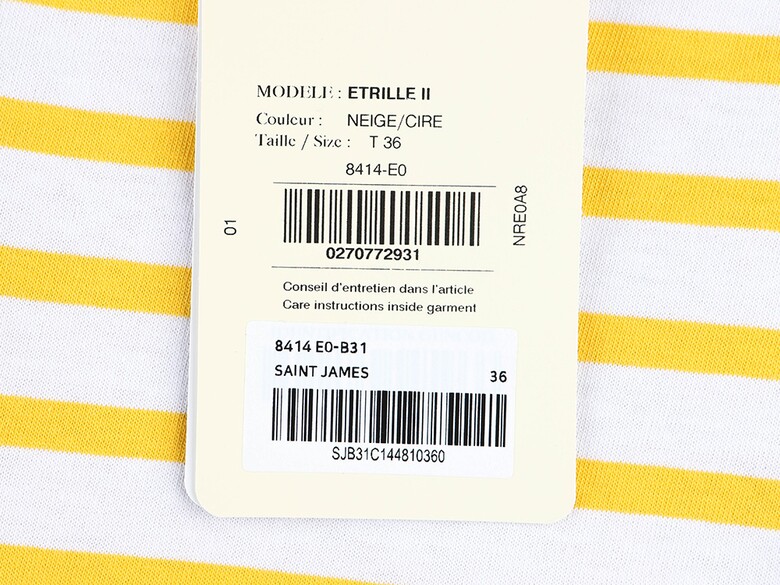 MODELE : ETRILLE II
Couleur : NEIGE/CIRE
Taille / Size : T 36
8414-E0
01
NRE0A8
0270772931
Conseil d'entretien dans l'article
Care instructions inside garment
8414 E0-B31
SAINT JAMES 36
SJB31C144810360